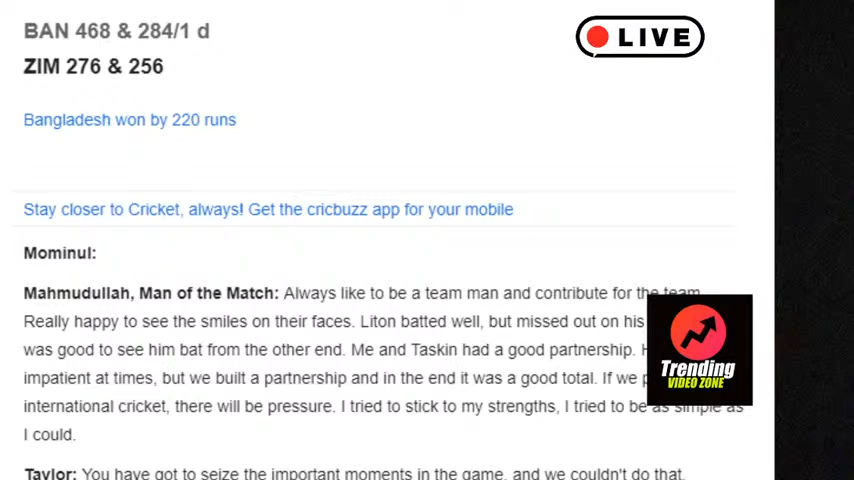 BAN 468 & 284/1 d
LIVE
ZIM 276 & 256
Bangladesh won by 220 runs
Stay closer to Cricket, always! Get the cricbuzz app for your mobile
Mominul:
Mahmudullah, Man of the Match: Always like to be a team man and contribute for the team.
Really happy to see the smiles on their faces. Liton batted well, but missed out on his
was good to see him bat from the other end. Me and Taskin had a good partnership.
impatient at times, but we built a partnership and in the end it was a good total. If we
international cricket, there will be pressure. I tried to stick to my strengths, I tried to be as simple as
I could.
Trending
VIDEO ZONE
Taylor: You have got to seize the important moments in the game, and we couldn't do that.